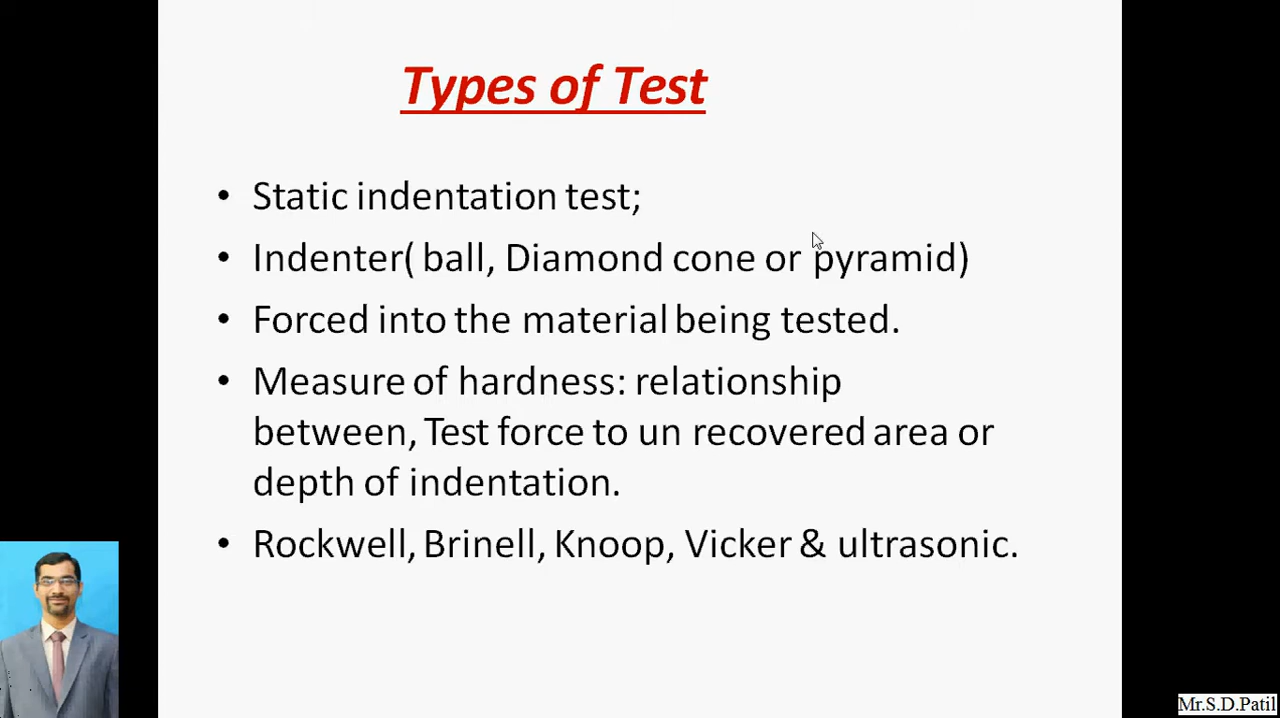 Types of Test
• Static indentation test;
• Indenter( ball, Diamond cone or pyramid)
• Forced into the material being tested.
• Measure of hardness: relationship
between, Test force to un recovered area or
depth of indentation.
• Rockwell, Brinell, Knoop, Vicker & ultrasonic.
Mr.S.D.Patil